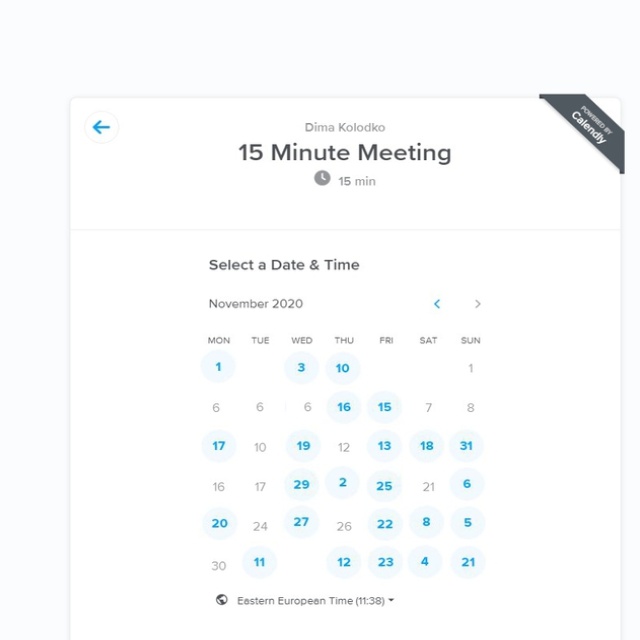 POWERED BY
Calendly
Dima Kolodko
15 Minute Meeting
15 min
Select a Date & Time
November 2020
MON TUE WED THU FRI SAT SUN
1 3 10 1
6 6 6 16 15 7 8
17 10 19 12 13 18 31
16 17 29 2 25 21 6
20 24 27 26 22 8 5
30 11 12 23 4 21
Eastern European Time (11:38)